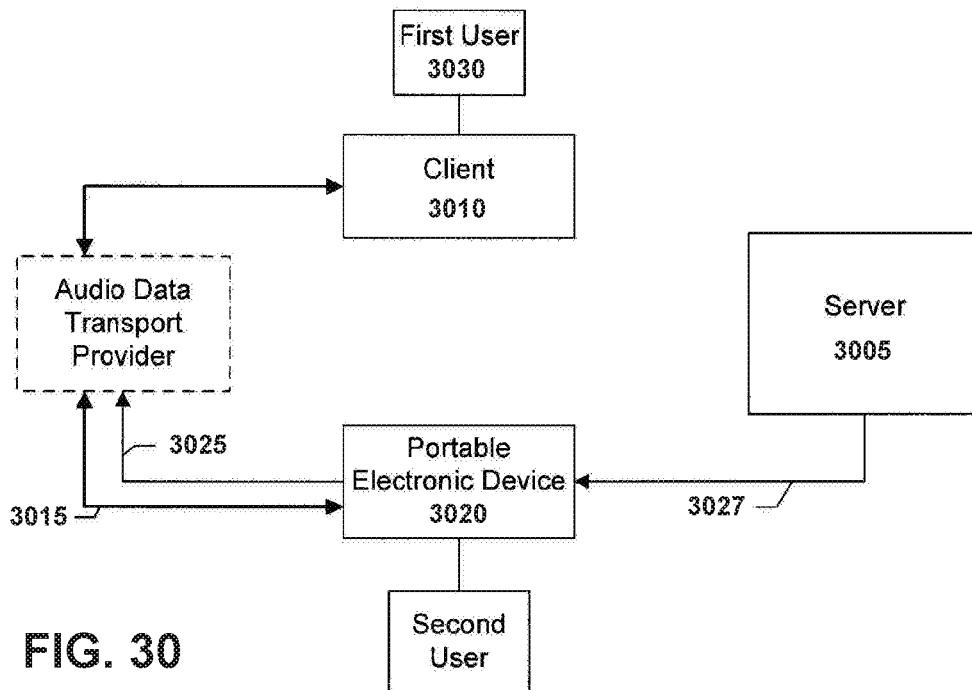 First User
3030
Client
3010
Audio Data
Transport
Provider
Server
3005
3025
Portable
Electronic Device
3020
3015
3027
Second
User
FIG. 30